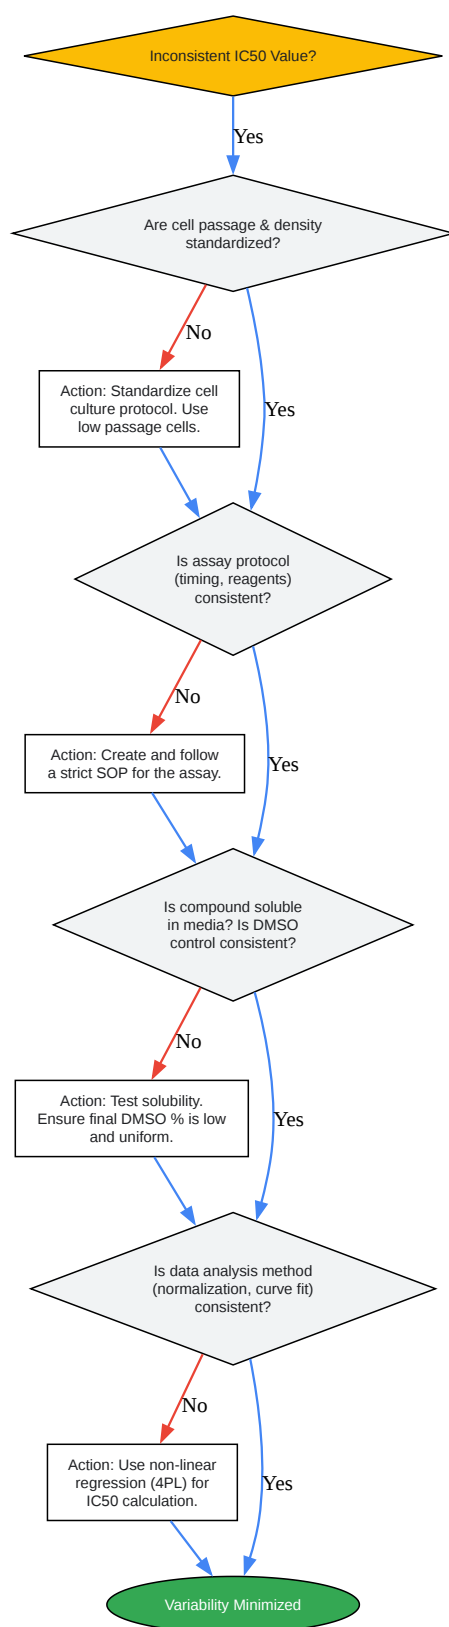 Inconsistent IC50 Value?
Yes
Are cell passage & density
standardized?
No
Action: Standardize cell
culture protocol. Use
low passage cells.
Yes
Is assay protocol
(timing, reagents)
consistent?
No
Action: Create and follow
a strict SOP for the assay.
Yes
Is compound soluble
in media? Is DMSO
control consistent?
No
Action: Test solubility.
Ensure final DMSO % is low
and uniform.
Yes
Is data analysis method
(normalization, curve fit)
consistent?
No
Action: Use non-linear
regression (4PL) for
IC50 calculation.
Yes
Variability Minimized